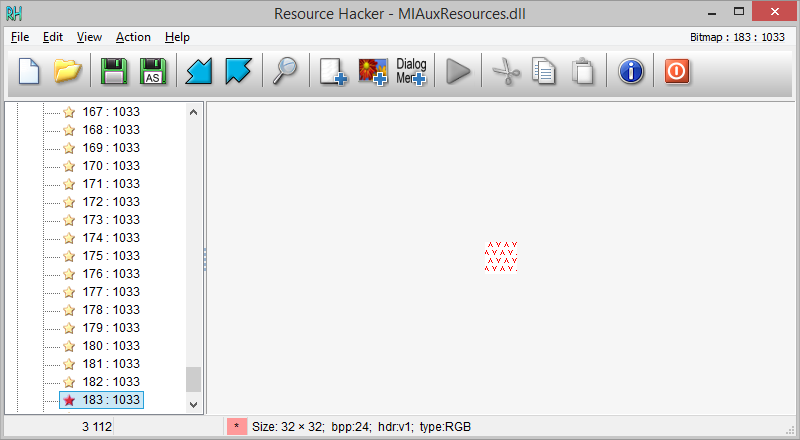 Resource Hacker - MIAuxResources.dll
File Edit View Action Help
Bitmap : 183 : 1033
AS
Dialog
Menu
167 : 1033
168 : 1033
169 : 1033
170 : 1033
171 : 1033
172 : 1033
173 : 1033
174 : 1033
175 : 1033
176 : 1033
177 : 1033
178 : 1033
179 : 1033
180 : 1033
181 : 1033
182 : 1033
183 : 1033
3 112
* Size: 32 × 32; bpp:24; hdr:v1; type:RGB